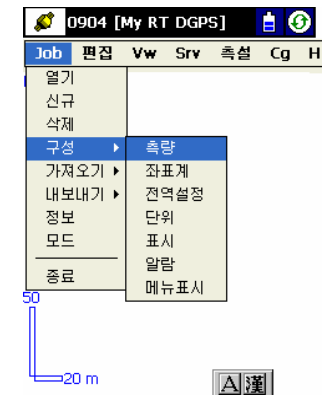 0904 [My RT DGPS]
Job 편집 Vw Srv 측설 Cg H
열기
신규
삭제
구성
가져오기
내보내기
정보
모드
종료
측량
좌표계
전역설정
단위
표시
알람
메뉴표시
50
20 m
A漢